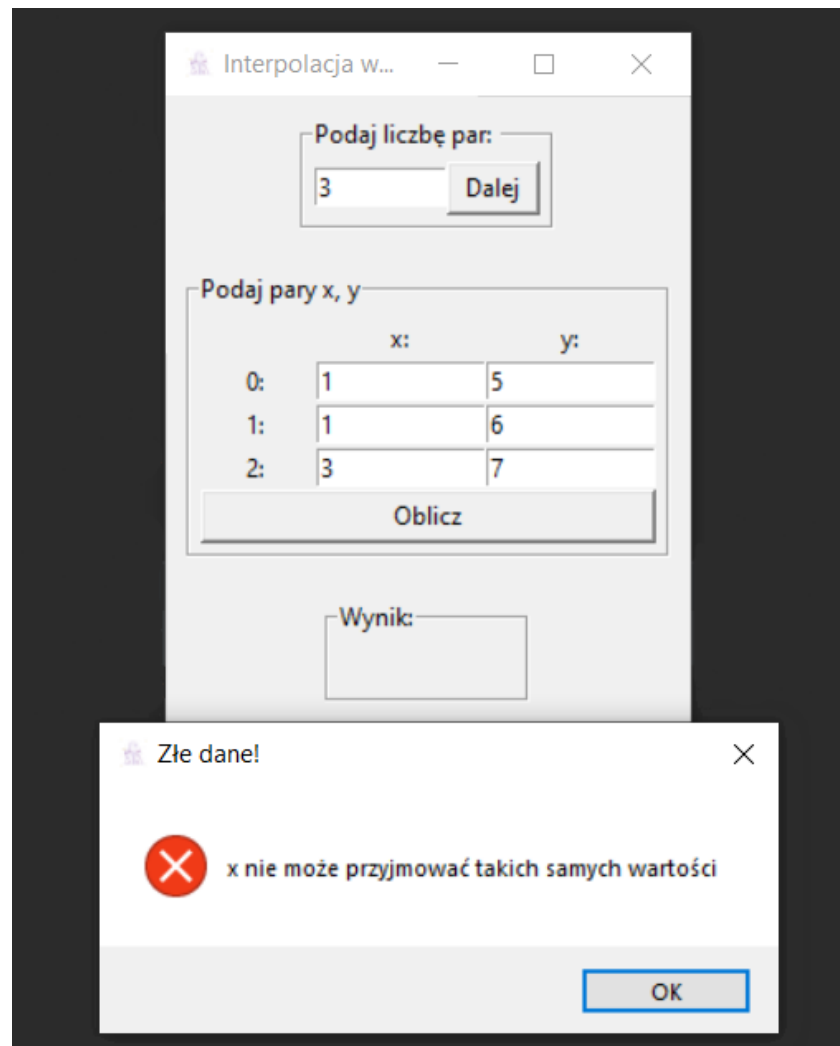 Interpolacja w...
Podaj liczbę par:
3 Dalej
Podaj pary x, y
x: y:
0: 1 5
1: 1 6
2: 3 7
Oblicz
Wynik:
Złe dane!
x nie może przyjmować takich samych wartości
OK